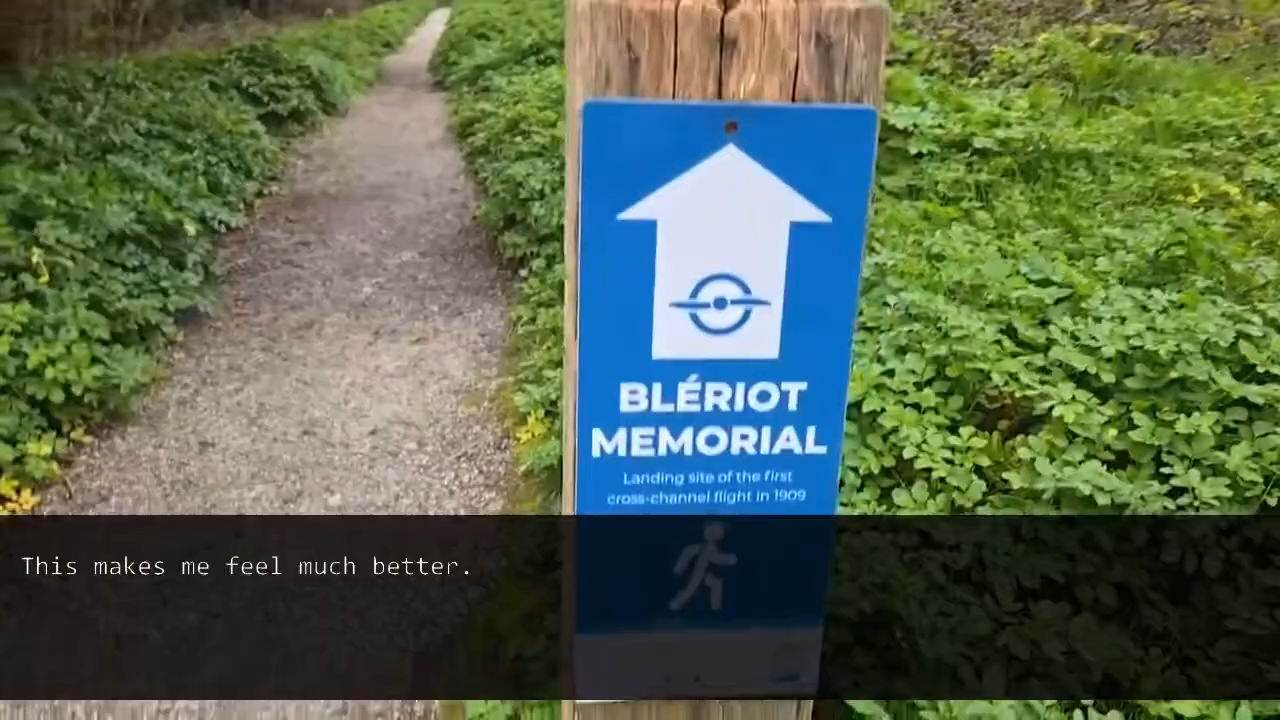 BLÉRIOT
MEMORIAL
Landing site of the first
cross-channel flight in 1909
This makes me feel much better.